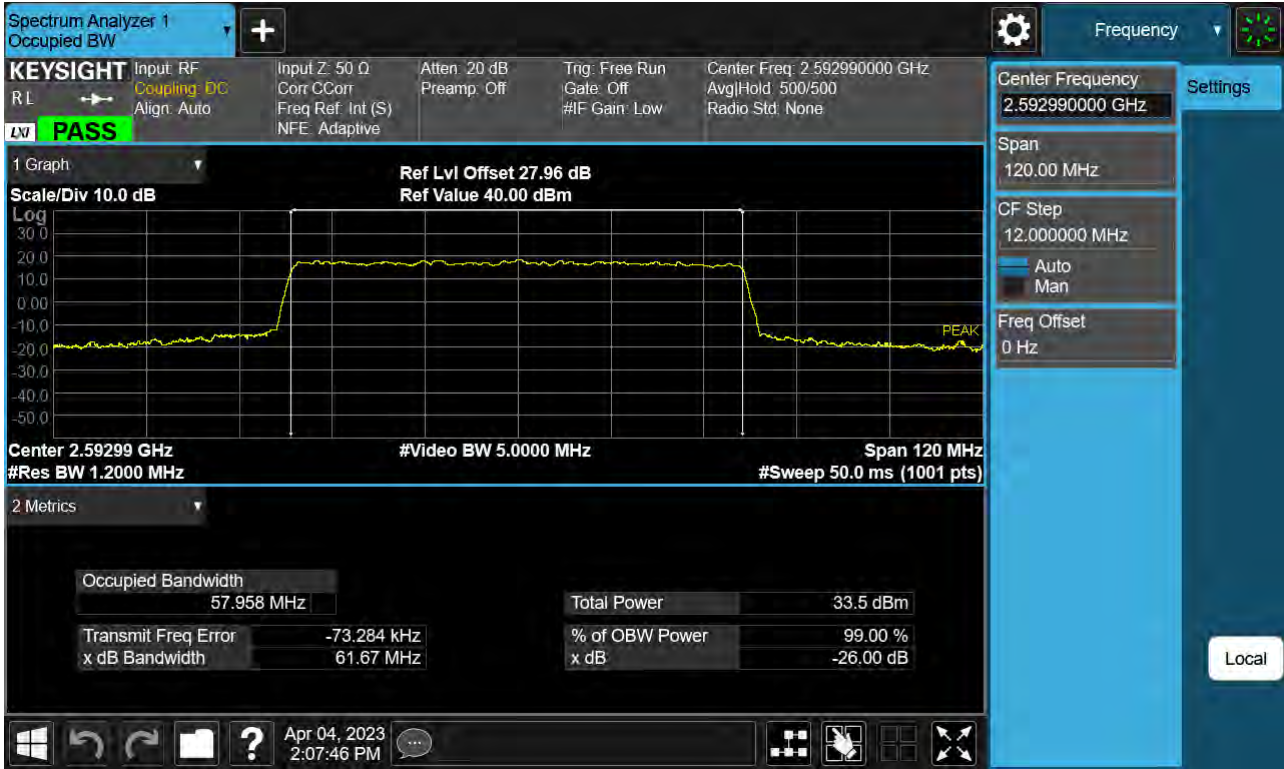 Spectrum Analyzer 1
Occupied BW
Frequency
KEYSIGHT
RL
LXI
PASS
Input: RF
Coupling: DC
Align: Auto
Input Z: 50 Ω
Corr CCorr
Freq Ref: Int (S)
NFE: Adaptive
Atten: 20 dB
Preamp: Off
Trig: Free Run
Gate: Off
#IF Gain: Low
Center Freq: 2.592990000 GHz
Avg|Hold: 500/500
Radio Std: None
1 Graph
Scale/Div 10.0 dB
Ref Lvl Offset 27.96 dB
Ref Value 40.00 dBm
Log
30.0
20.0
10.0
0.00
-10.0
-20.0
-30.0
-40.0
-50.0
PEAK
Center 2.59299 GHz
#Video BW 5.0000 MHz
Span 120 MHz
#Res BW 1.2000 MHz
#Sweep 50.0 ms (1001 pts)
2 Metrics
Occupied Bandwidth
57.958 MHz
Total Power 33.5 dBm
Transmit Freq Error -73.284 kHz
% of OBW Power 99.00 %
x dB Bandwidth 61.67 MHz
x dB -26.00 dB
Center Frequency
2.592990000 GHz
Settings
Span
120.00 MHz
CF Step
12.000000 MHz
Auto
Man
Freq Offset
0 Hz
Local
?
Apr 04, 2023
2:07:46 PM